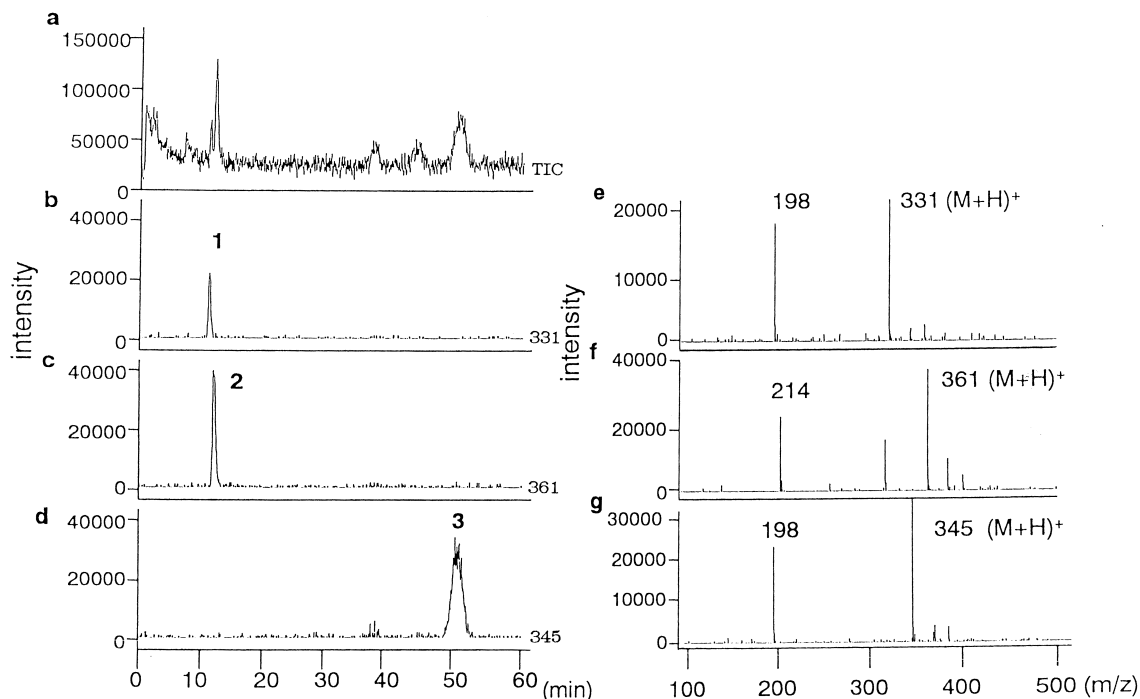 a
150000
100000
50000
0
TIC
b
40000
1
20000
0
331
c
40000
2
20000
0
361
d
40000
3
20000
0
345
0 10 20 30 40 50 60 (min)
intensity
e
20000
198
331 (M+H)+
10000
0
f
40000
214
361 (M+H)+
20000
0
g
30000
198
345 (M+H)+
20000
10000
0
100 200 300 400 500 (m/z)
intensity